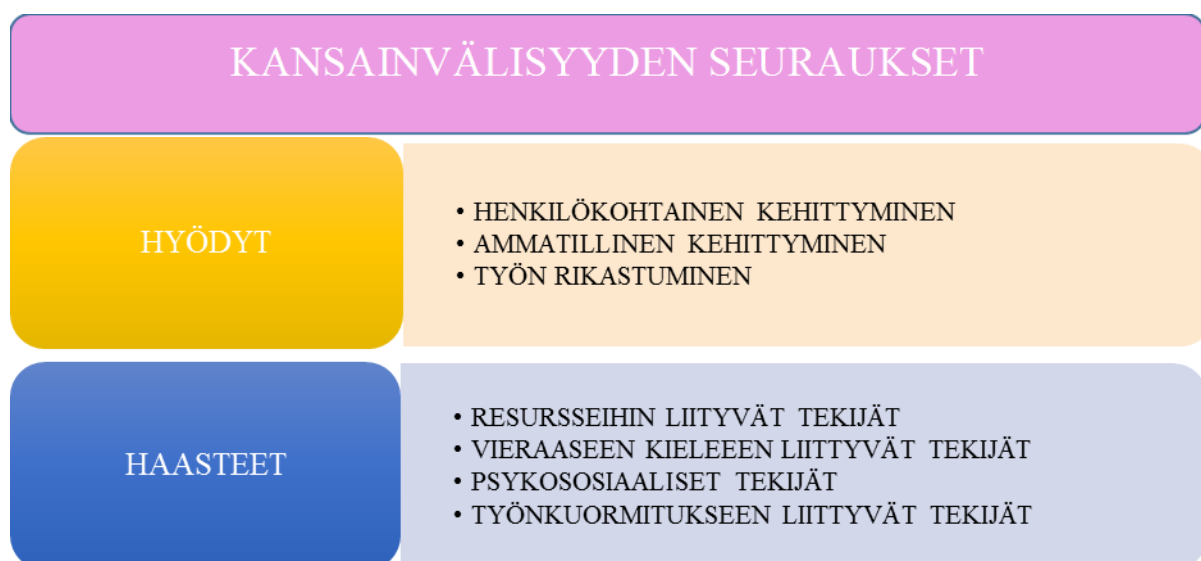 KANSAINVÄLISYYDEN SEURAUKSET
HYÖDYT
• HENKILÖKOHTAINEN KEHITTYMINEN
• AMMATILLINEN KEHITTYMINEN
• TYÖN RIKASTUMINEN
HAASTEET
• RESURSSEIHIN LIITYVÄT TEKIJÄT
• VIERAASEEN KIELEEEN LIITTYVÄT TEKIJÄT
• PSYKOSOSIAALISET TEKIJÄT
• TYÖNKUORMITUKSEEN LIITTYVÄT TEKIJÄT